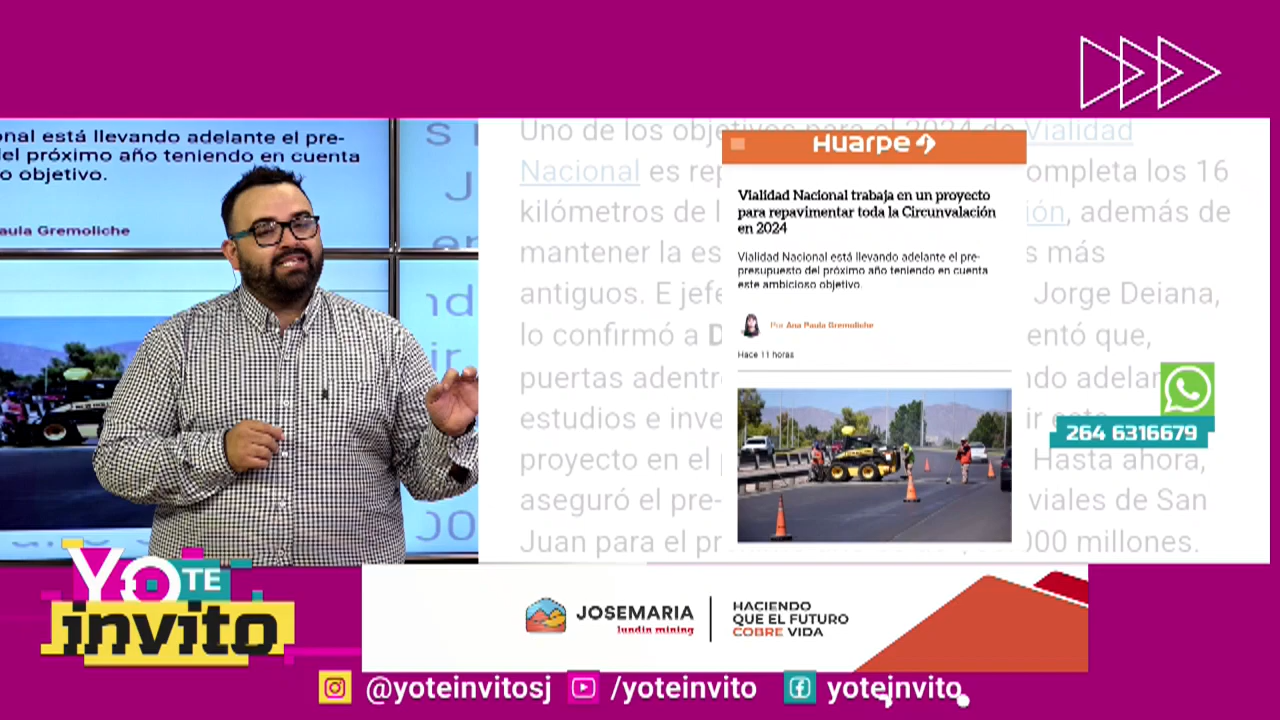 onal está llevando adelante el pre-
del próximo año teniendo en cuenta
o objetivo.
aula Gremoliche
Uno de los objetivos para el 2024 de Vialidad
Nacional es rep
ompleta los 16
kilómetros de l
ión, además de
mantener la es
s más
antiguos. E jefe
Jorge Deiana,
lo confirmó a D
entó que,
puertas adentr
ndo adelan
estudios e inve
ir este
proyecto en el p
Hasta ahora,
aseguró el pre-
viales de San
Juan para el pr
000 millones.
Huarpe
Vialidad Nacional trabaja en un proyecto
para repavimentar toda la Circunvalación
en 2024
Vialidad Nacional está llevando adelante el pre-
presupuesto del próximo año teniendo en cuenta
este ambicioso objetivo.
Por Ana Paula Gremoliche
Hace 11 horas
264 6316679
YO TE
invito
JOSEMARIA
lundin mining
HACIENDO
QUE EL FUTURO
COBRE VIDA
@yoteinvitosj
/yoteinvito
yoteinvito